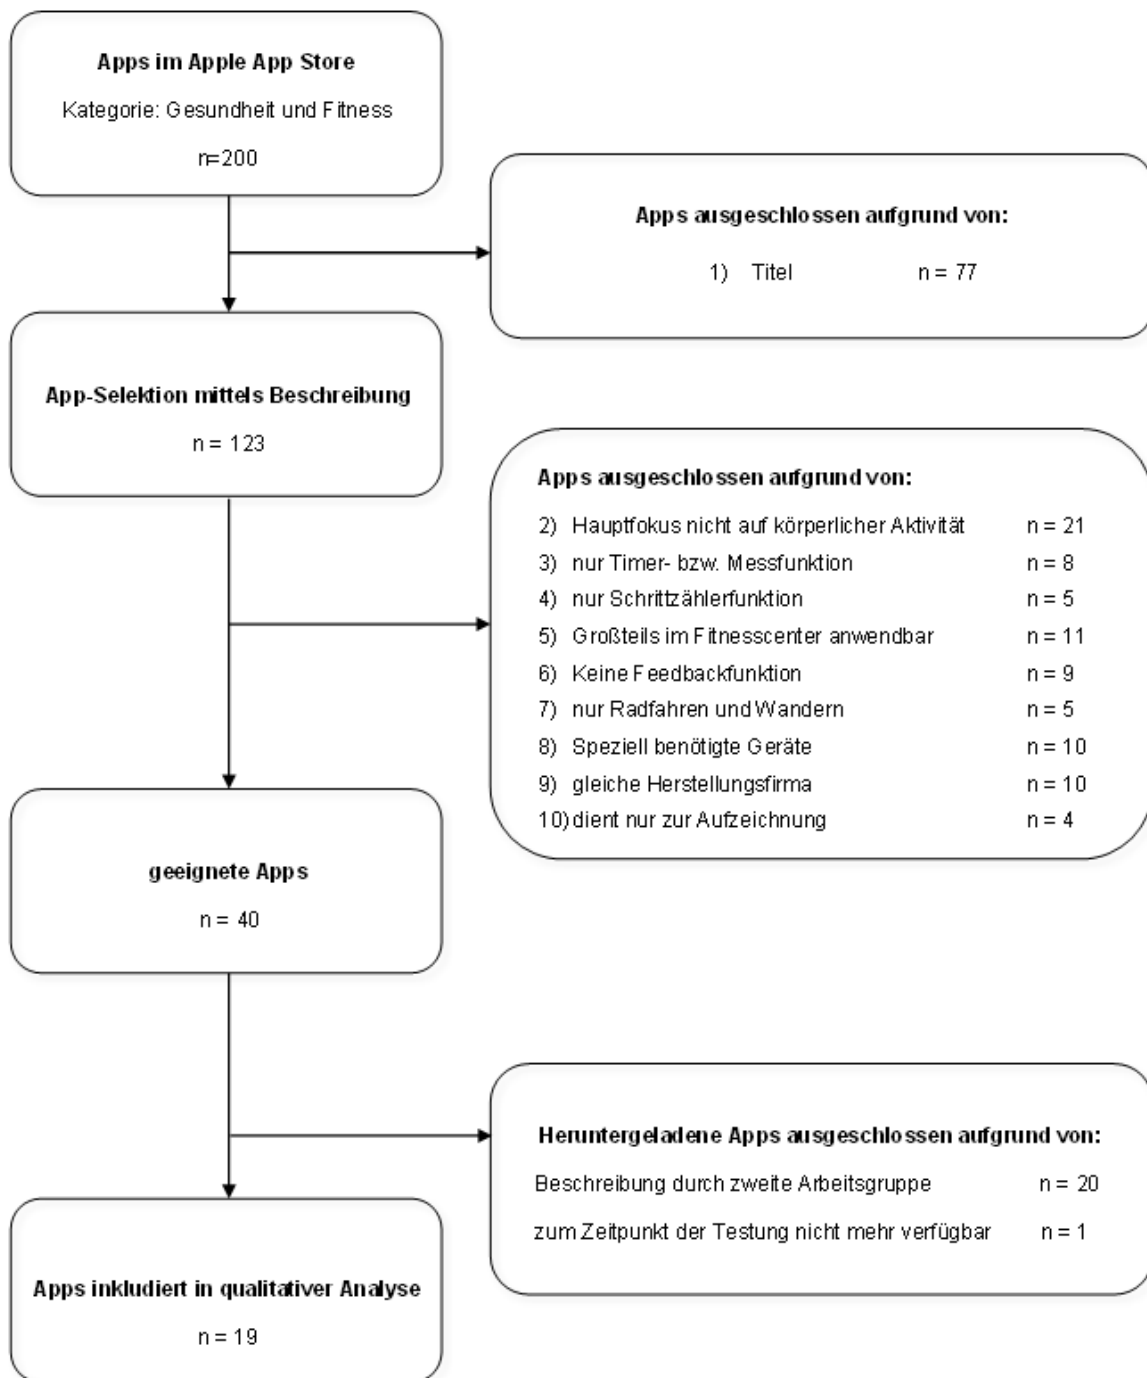 Apps im Apple App Store
Kategorie: Gesundheit und Fitness
n=200
Apps ausgeschlossen aufgrund von:
1) Titel n = 77
App-Selektion mittels Beschreibung
n = 123
Apps ausgeschlossen aufgrund von:
2) Hauptfokus nicht auf körperlicher Aktivität n = 21
3) nur Timer- bzw. Messfunktion n = 8
4) nur Schrittzählerfunktion n = 5
5) Großteils im Fitnesscenter anwendbar n = 11
6) Keine Feedbackfunktion n = 9
7) nur Radfahren und Wandern n = 5
8) Speziell benötigte Geräte n = 10
9) gleiche Herstellungsfirma n = 10
10) dient nur zur Aufzeichnung n = 4
geeignete Apps
n = 40
Heruntergeladene Apps ausgeschlossen aufgrund von:
Beschreibung durch zweite Arbeitsgruppe n = 20
zum Zeitpunkt der Testung nicht mehr verfügbar n = 1
Apps inkludiert in qualitativer Analyse
n = 19